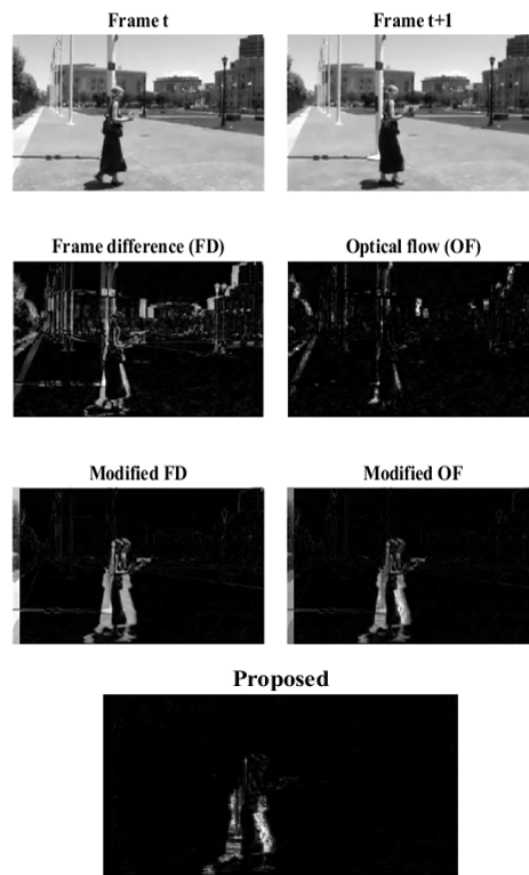 Frame t
Frame t+1
Frame difference (FD)
Optical flow (OF)
Modified FD
Modified OF
Proposed